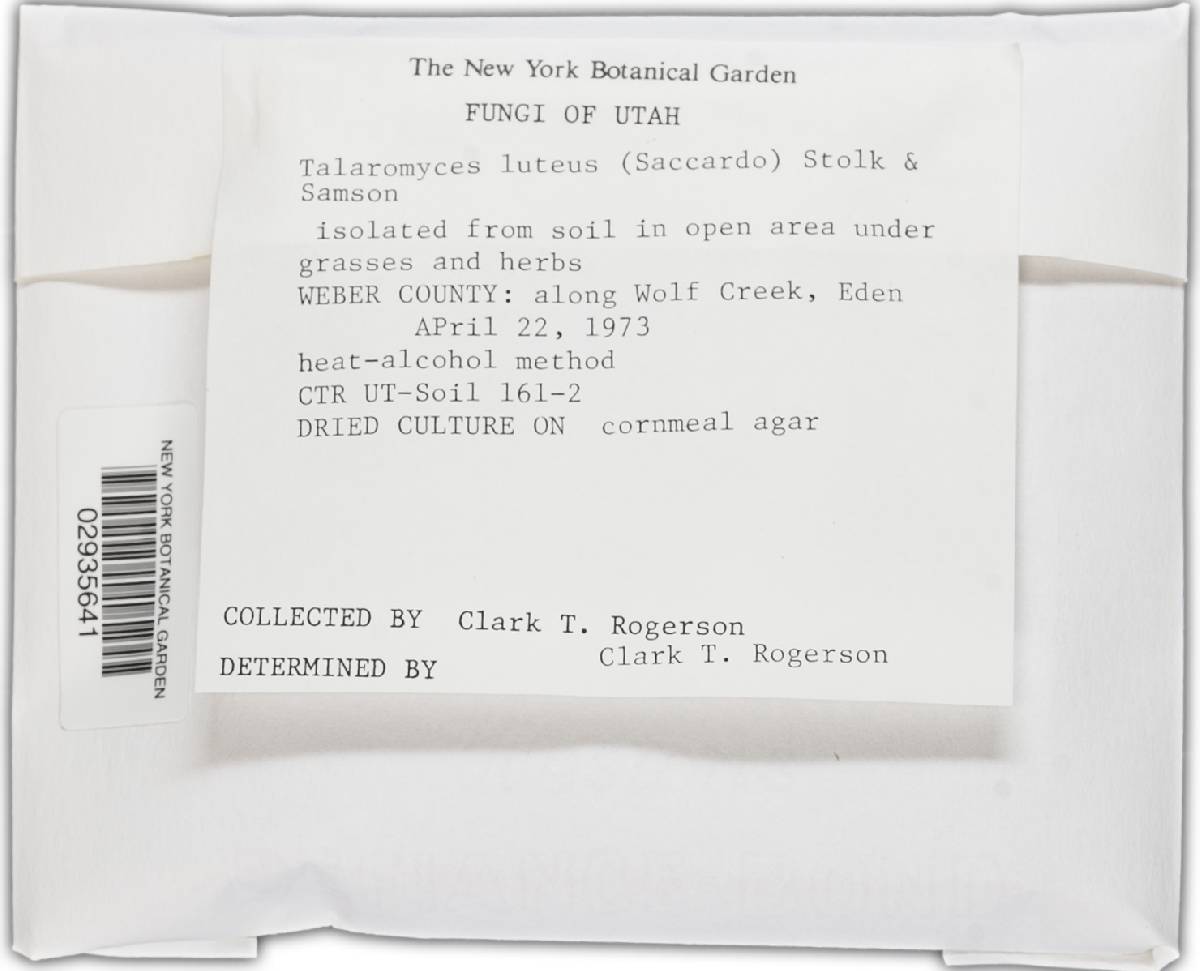 The New York Botanical Garden
FUNGI OF UTAH
Talaromyces luteus (Saccardo) Stolk &
Samson
isolated from soil in open area under
grasses and herbs
WEBER COUNTY: along Wolf Creek, Eden
APril 22, 1973
heat-alcohol method
CTR UT-Soil 161-2
DRIED CULTURE ON cornmeal agar
COLLECTED BY Clark T. Rogerson
DETERMINED BY Clark T. Rogerson
NEW YORK BOTANICAL GARDEN
02935641